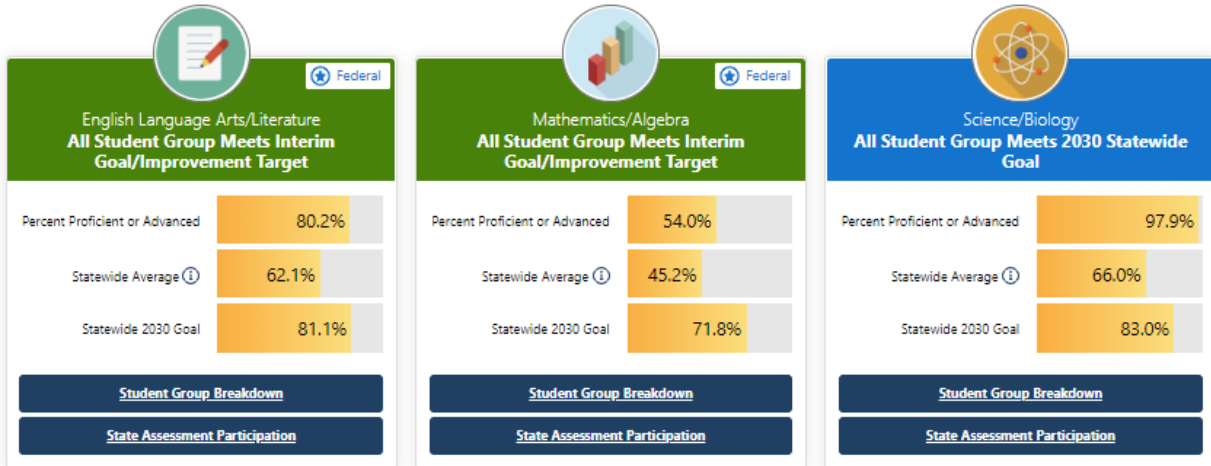 Federal
English Language Arts/Literature
All Student Group Meets Interim
Goal/Improvement Target
Percent Proficient or Advanced
80.2%
Statewide Average
62.1%
Statewide 2030 Goal
81.1%
Student Group Breakdown
State Assessment Participation
Federal
Mathematics/Algebra
All Student Group Meets Interim
Goal/Improvement Target
Percent Proficient or Advanced
54.0%
Statewide Average
45.2%
Statewide 2030 Goal
71.8%
Student Group Breakdown
State Assessment Participation
Science/Biology
All Student Group Meets 2030 Statewide
Goal
Percent Proficient or Advanced
97.9%
Statewide Average
66.0%
Statewide 2030 Goal
83.0%
Student Group Breakdown
State Assessment Participation